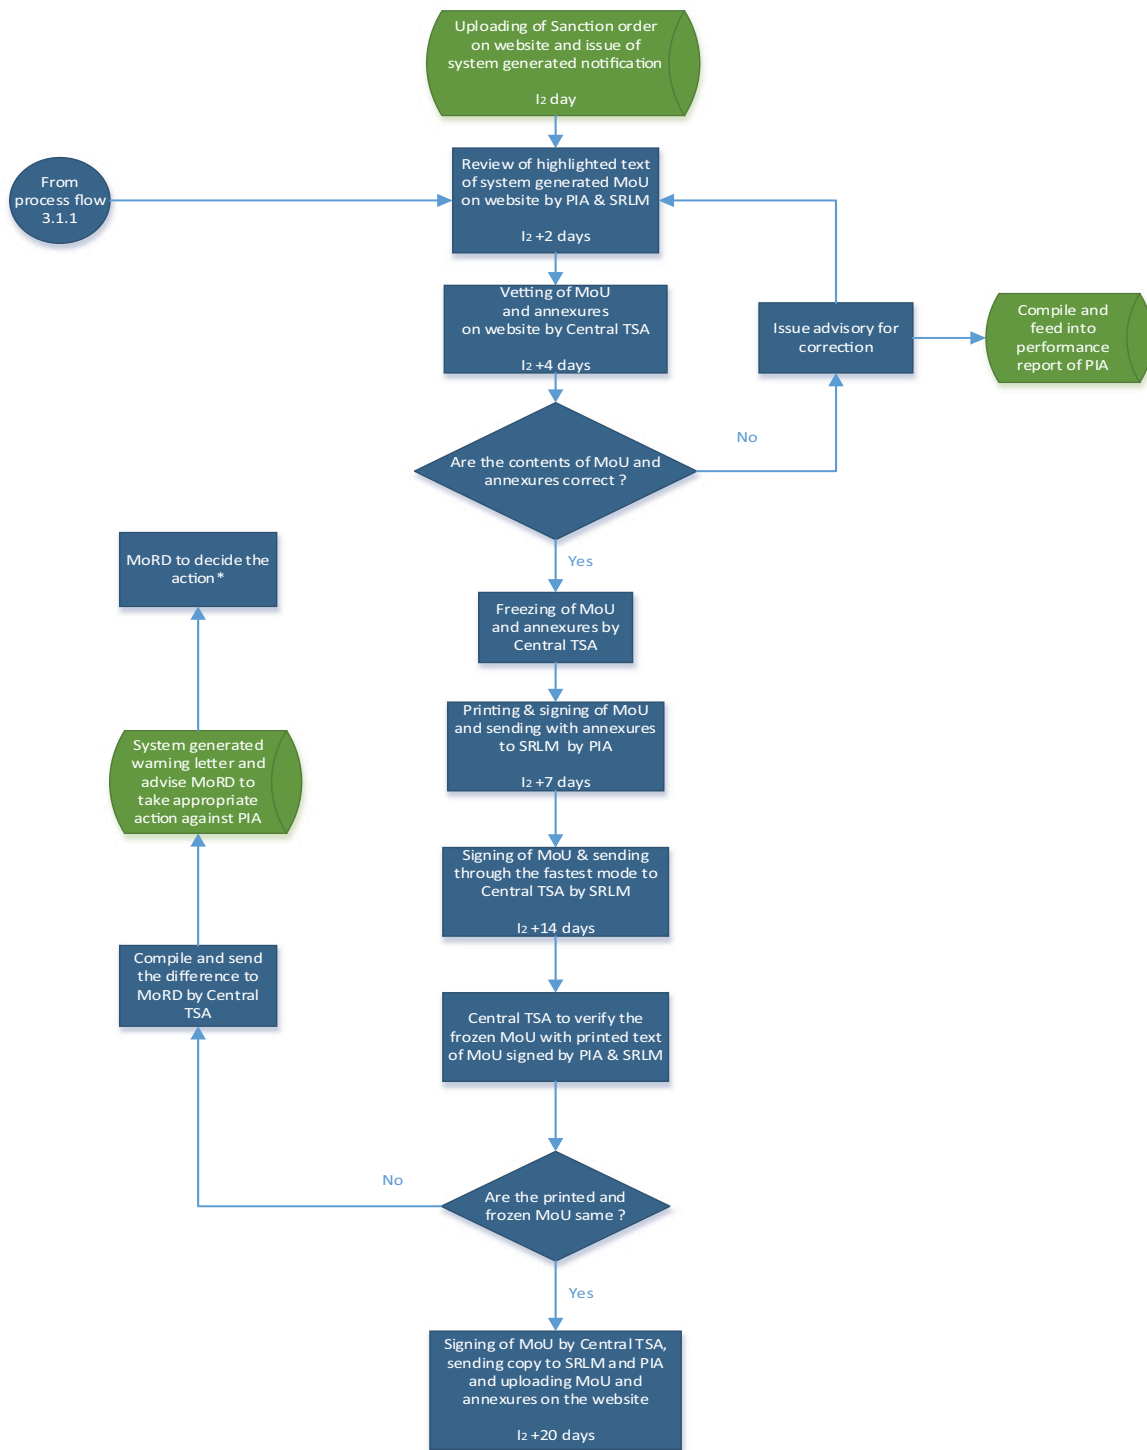 Uploading of Sanction order
on website and issue of
system generated notification
I2 day
From
process flow
3.1.1
Review of highlighted text
of system generated MoU
on website by PIA & SRLM
I2 +2 days
Vetting of MoU
and annexures
on website by Central TSA
I2 +4 days
Issue advisory for
correction
Compile and
feed into
performance
report of PIA
No
Are the contents of MoU and
annexures correct ?
Yes
MoRD to decide the
action*
Freezing of MoU
and annexures by
Central TSA
Printing & signing of MoU
and sending with annexures
to SRLM by PIA
I2 +7 days
System generated
warning letter and
advise MoRD to
take appropriate
action against PIA
Signing of MoU & sending
through the fastest mode to
Central TSA by SRLM
I2 +14 days
Compile and send
the difference to
MoRD by Central
TSA
Central TSA to verify the
frozen MoU with printed text
of MoU signed by PIA & SRLM
No
Are the printed and
frozen MoU same ?
Yes
Signing of MoU by Central TSA,
sending copy to SRLM and PIA
and uploading MoU and
annexures on the website
I2 +20 days